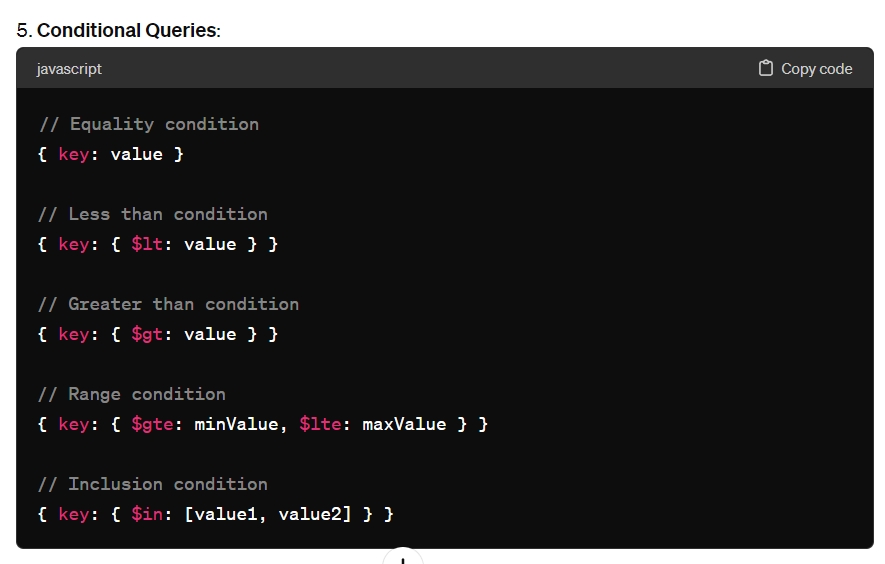 5. Conditional Queries:
javascript Copy code
// Equality condition
{ key: value }
// Less than condition
{ key: { $lt: value } }
// Greater than condition
{ key: { $gt: value } }
// Range condition
{ key: { $gte: minValue, $lte: maxValue } }
// Inclusion condition
{ key: { $in: [value1, value2] } }